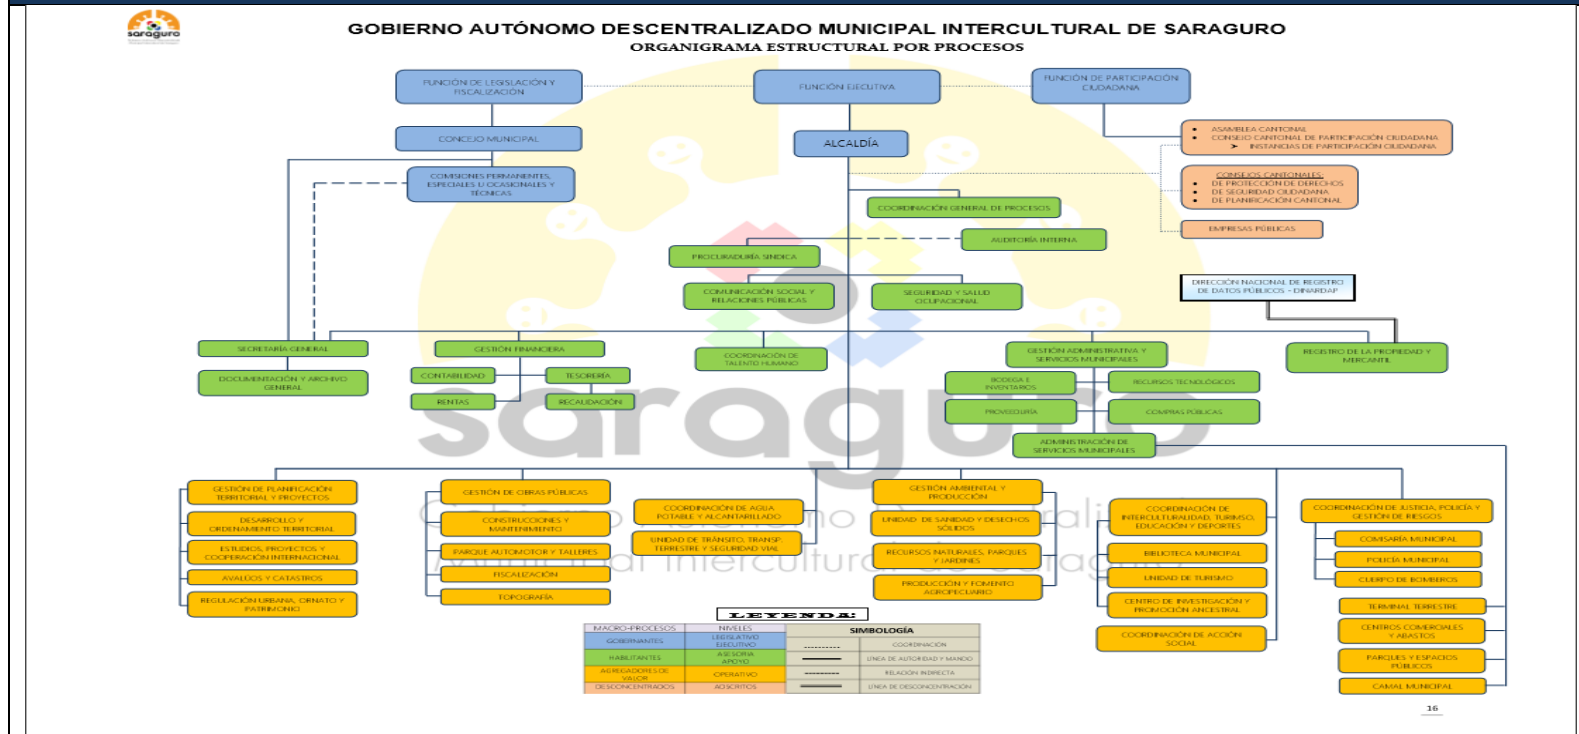 saraguro
GOBIERNO AUTÓNOMO DESCENTRALIZADO MUNICIPAL INTERCULTURAL DE SARAGURO
ORGANIGRAMA ESTRUCTURAL POR PROCESOS
FUNCIÓN DE LEGISLACIÓN Y
FISCALIZACIÓN
FUNCIÓN EJECUTIVA
FUNCIÓN DE PARTICIPACIÓN
CIUDADANA
CONCEJO MUNICIPAL
ALCALDÍA
• ASAMBLEA CANTONAL
• CONSEJO CANTONAL DE PARTICIPACIÓN CIUDADANA
➢ INSTANCIAS DE PARTICIPACIÓN CIUDADANA
COMISIONES PERMANENTES,
ESPECIALES U OCASIONALES Y
TÉCNICAS
CONSEJOS CANTONALES:
• DE PROTECCIÓN DE DERECHOS
• DE SEGURIDAD CIUDADANA
• DE PLANIFICACIÓN CANTONAL
COORDINACIÓN GENERAL DE PROCESOS
EMPRESAS PÚBLICAS
AUDITORÍA INTERNA
PROCURADURÍA SINDICA
COMUNICACIÓN SOCIAL Y
RELACIONES PÚBLICAS
SEGURIDAD Y SALUD
OCUPACIONAL
DIRECCIÓN NACIONAL DE REGISTRO
DE DATOS PÚBLICOS - DINARDAP
SECRETARÍA GENERAL
DOCUMENTACIÓN Y ARCHIVO
GENERAL
GESTIÓN FINANCIERA
CONTABILIDAD
TESORERÍA
RENTAS
RECAUDACIÓN
COORDINACIÓN DE
TALENTO HUMANO
GESTIÓN ADMINISTRATIVA Y
SERVICIOS MUNICIPALES
BODEGA E
INVENTARIOS
RECURSOS TECNOLÓGICOS
PROVEEDURÍA
COMPRAS PÚBLICAS
ADMINISTRACIÓN DE
SERVICIOS MUNICIPALES
REGISTRO DE LA PROPIEDAD Y
MERCANTIL
saraguro
GESTIÓN DE PLANIFICACIÓN
TERRITORIAL Y PROYECTOS
DESARROLLO Y
ORDENAMIENTO TERRITORIAL
ESTUDIOS, PROYECTOS Y
COOPERACIÓN INTERNACIONAL
AVALÚOS Y CATASTROS
REGULACIÓN URBANA, ORNATO Y
PATRIMONIO
GESTIÓN DE OBRAS PÚBLICAS
CONSTRUCCIONES Y
MANTENIMIENTO
PARQUE AUTOMOTOR Y TALLERES
FISCALIZACIÓN
TOPOGRAFÍA
COORDINACIÓN DE AGUA
POTABLE Y ALCANTARILLADO
UNIDAD DE TRÁNSITO, TRANSP.
TERRESTRE Y SEGURIDAD VIAL
GESTIÓN AMBIENTAL Y
PRODUCCIÓN
UNIDAD DE SANIDAD Y DESECHOS
SÓLIDOS
RECURSOS NATURALES, PARQUES
Y JARDINES
PRODUCCIÓN Y FOMENTO
AGROPECUARIO
COORDINACIÓN DE
INTERCULTURALIDAD, TURIMSO,
EDUCACIÓN Y DEPORTES
BIBLIOTECA MUNICIPAL
UNIDAD DE TURISMO
CENTRO DE INVESTIGACIÓN Y
PROMOCIÓN ANCESTRAL
COORDINACIÓN DE ACCIÓN
SOCIAL
COORDINACIÓN DE JUSTICIA, POLICÍA Y
GESTIÓN DE RIESGOS
COMISARÍA MUNICIPAL
POLICÍA MUNICIPAL
CUERPO DE BOMBEROS
TERMINAL TERRESTRE
CENTROS COMERCIALES
Y ABASTOS
PARQUES Y ESPACIOS
PÚBLICOS
CAMAL MUNICIPAL
LEYENDA:
MACRO-PROCESOS NIVELES SIMBOLOGÍA
GOBERNANTES LEGISLATIVO
EJECUTIVO
COORDINACIÓN
HABILITANTES ASESORIA
APOYO
LÍNEA DE AUTORIDAD Y MANDO
AGREGADORES DE
VALOR OPERATIVO
RELACIÓN INDIRECTA
DESCONCENTRADOS ADSCRITOS
LÍNEA DE DESCONCENTRACIÓN
16